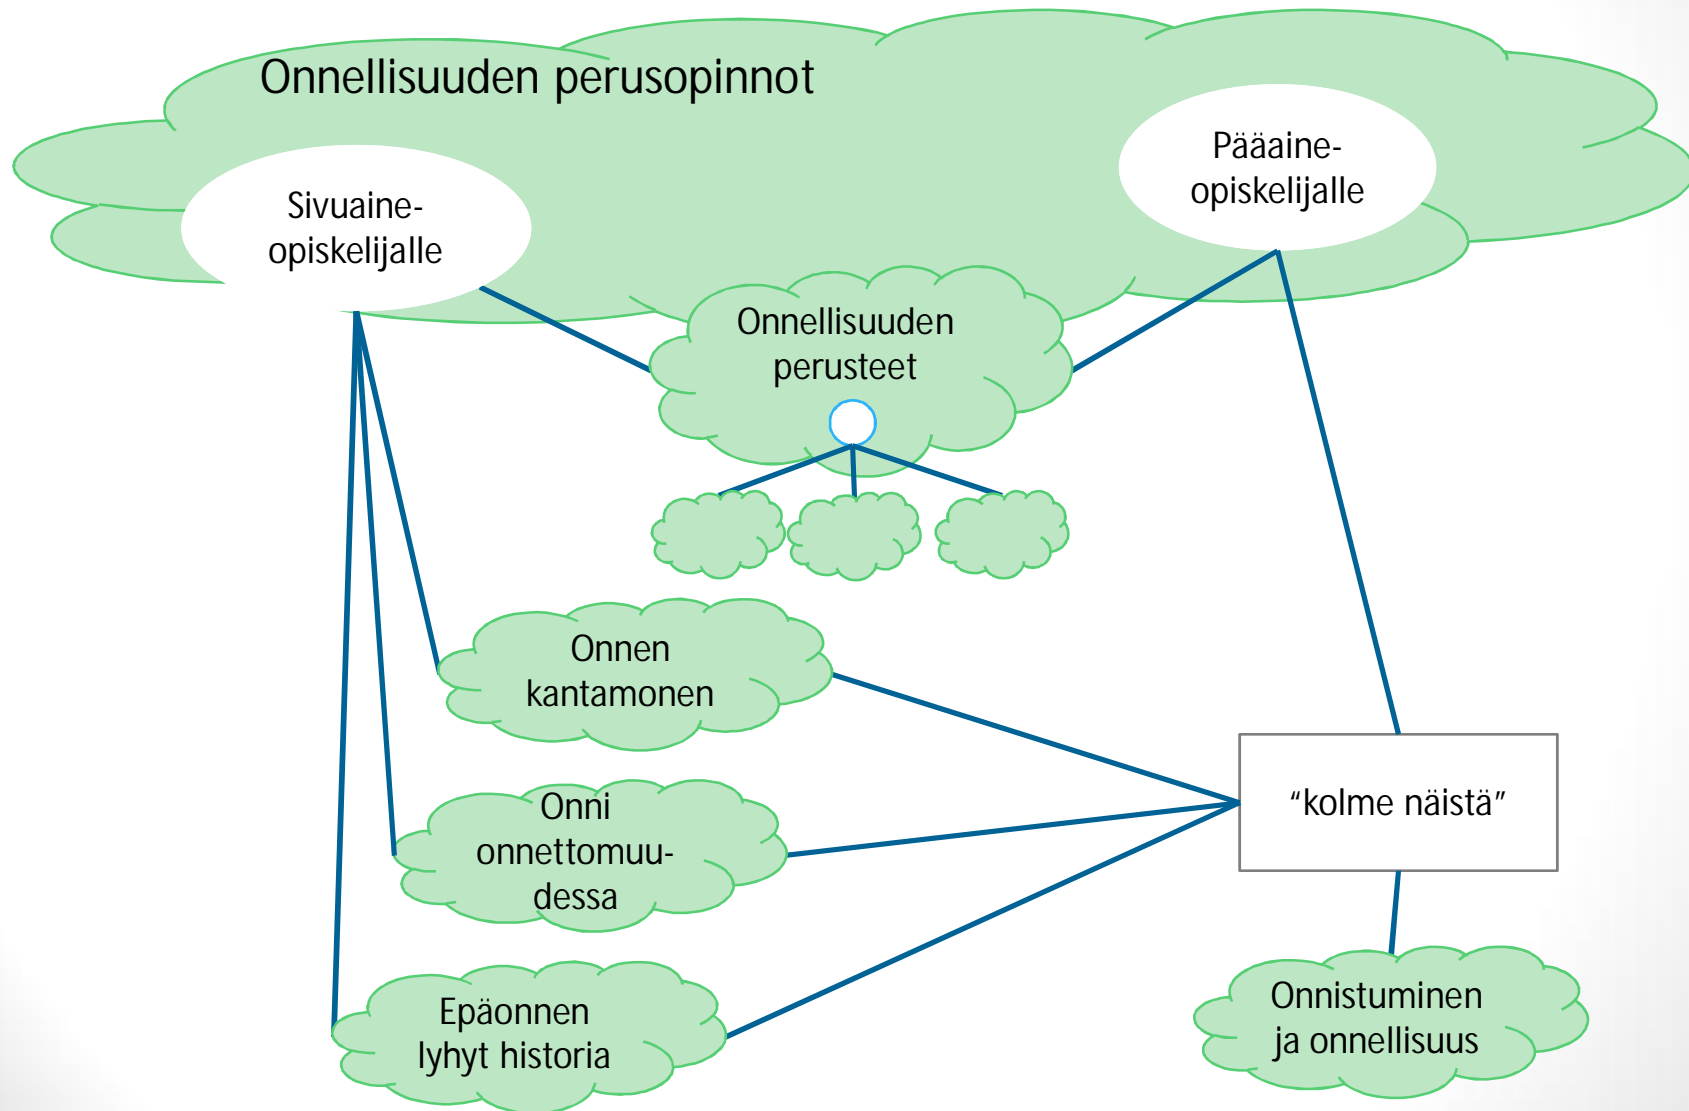 Onnellisuuden perusopinnot
Sivuaine-
opiskelijalle
Pääaine-
opiskelijalle
Onnellisuuden
perusteet
Onnen
kantamonen
Onni
onnettomuu-
dessa
"kolme näistä"
Epäonnen
lyhyt historia
Onnistuminen
ja onnellisuus